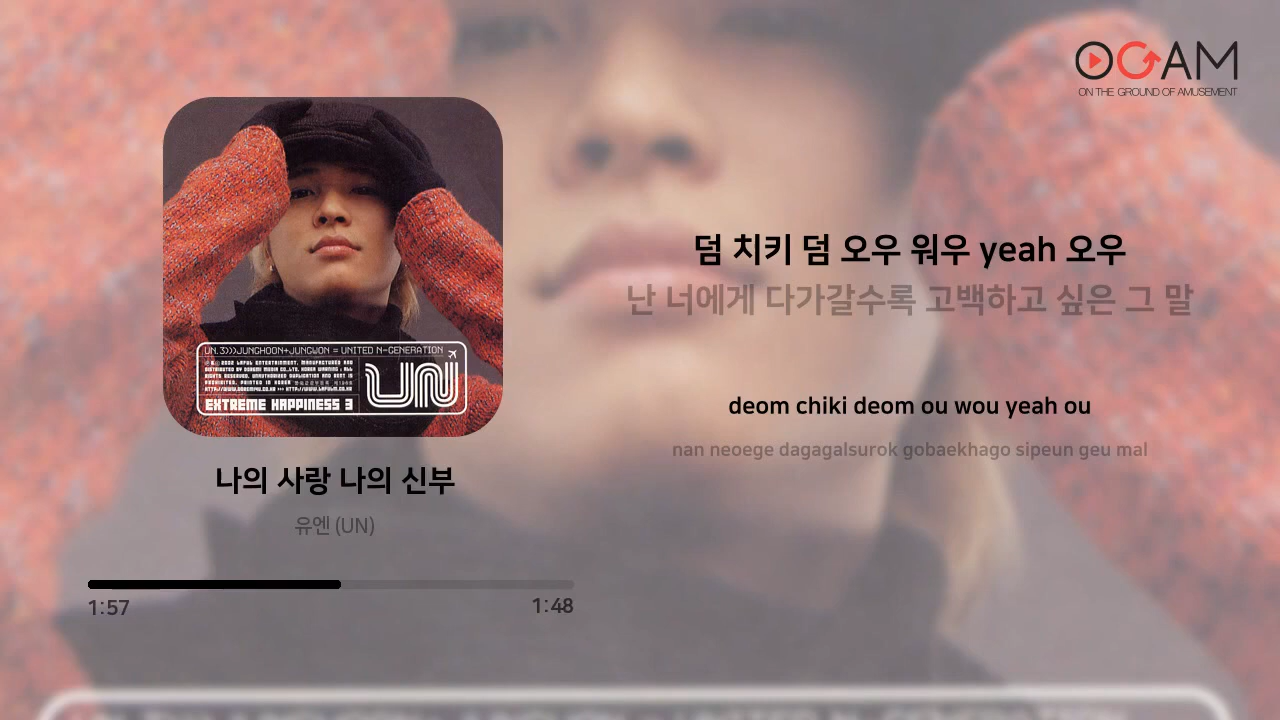 OGAM
ON THE GROUND OF AMUSEMENT
UN.3>>>JUNGHOON+JUNGWON = UNITED N-GENERATION
UN
EXTREME HAPPINESS 3
나의 사랑 나의 신부
유엔 (UN)
1:57
1:48
덤 치키 덤 오우 워우 yeah 오우
난 너에게 다가갈수록 고백하고 싶은 그 말
deom chiki deom ou wou yeah ou
nan neoege dagagalsurok gobaekhago sipeun geu mal